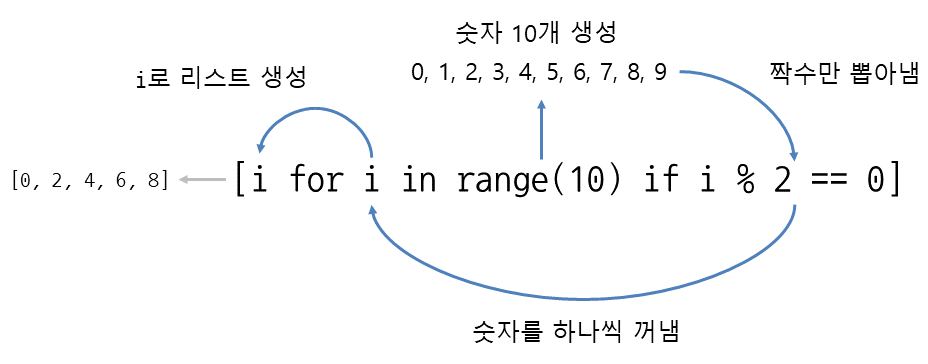 숫자 10개 생성
0, 1, 2, 3, 4, 5, 6, 7, 8, 9
i로 리스트 생성
짝수만 뽑아냄
[0, 2, 4, 6, 8]
[i for i in range(10) if i % 2 == 0]
숫자를 하나씩 꺼냄